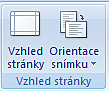 Vzhled Orientace
stránky snímku
Vzhled stránky